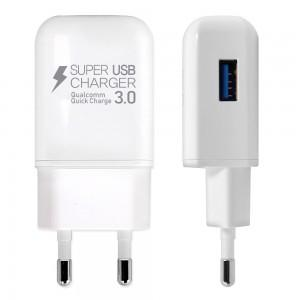 SUPER USB
CHARGER
Qualcomm
Quick Charge 3.0